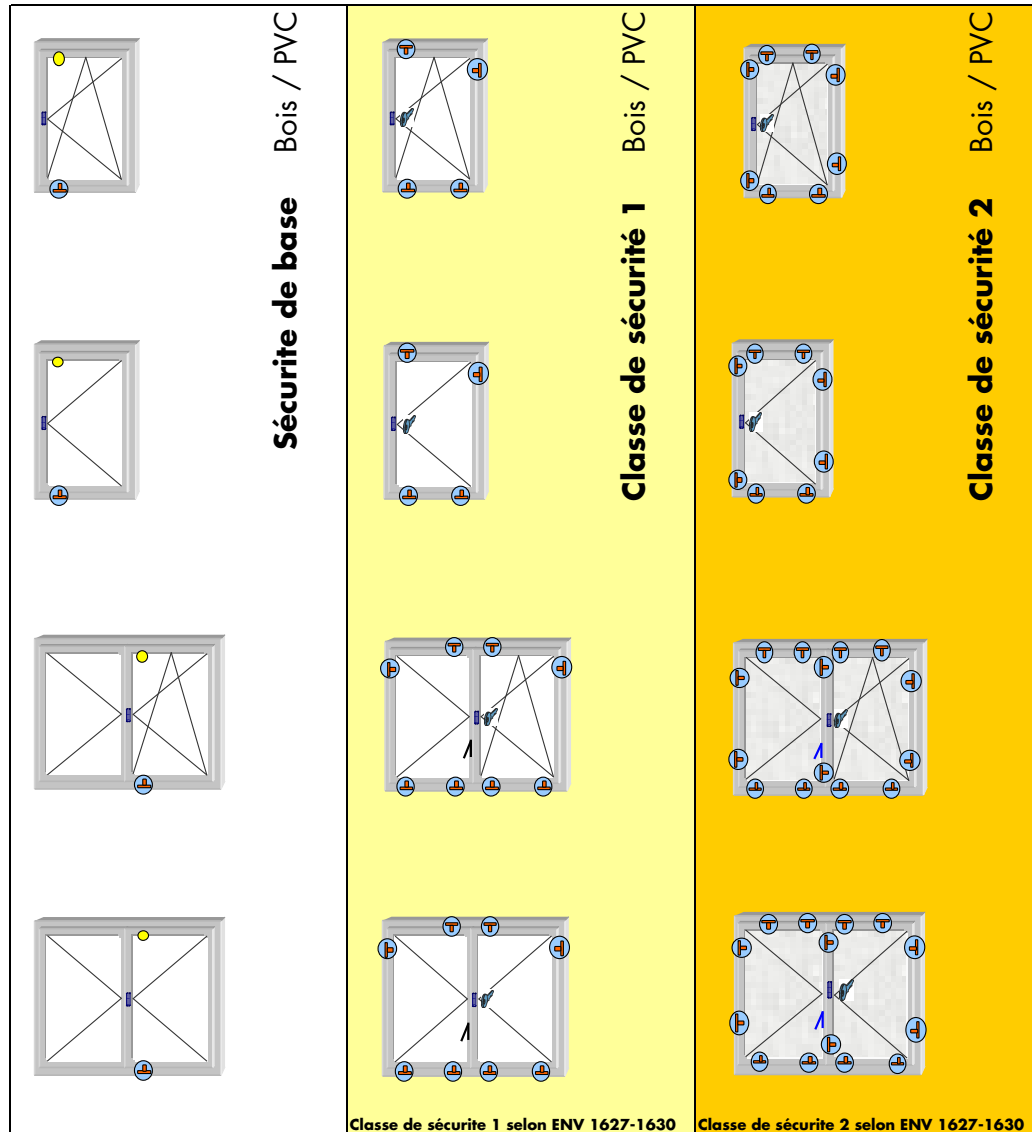 Sécurite de base Bois / PVC
Classe de sécurité 1 Bois / PVC
Classe de sécurité 2 Bois / PVC
Classe de sécurite 1 selon ENV 1627-1630
Classe de sécurite 2 selon ENV 1627-1630